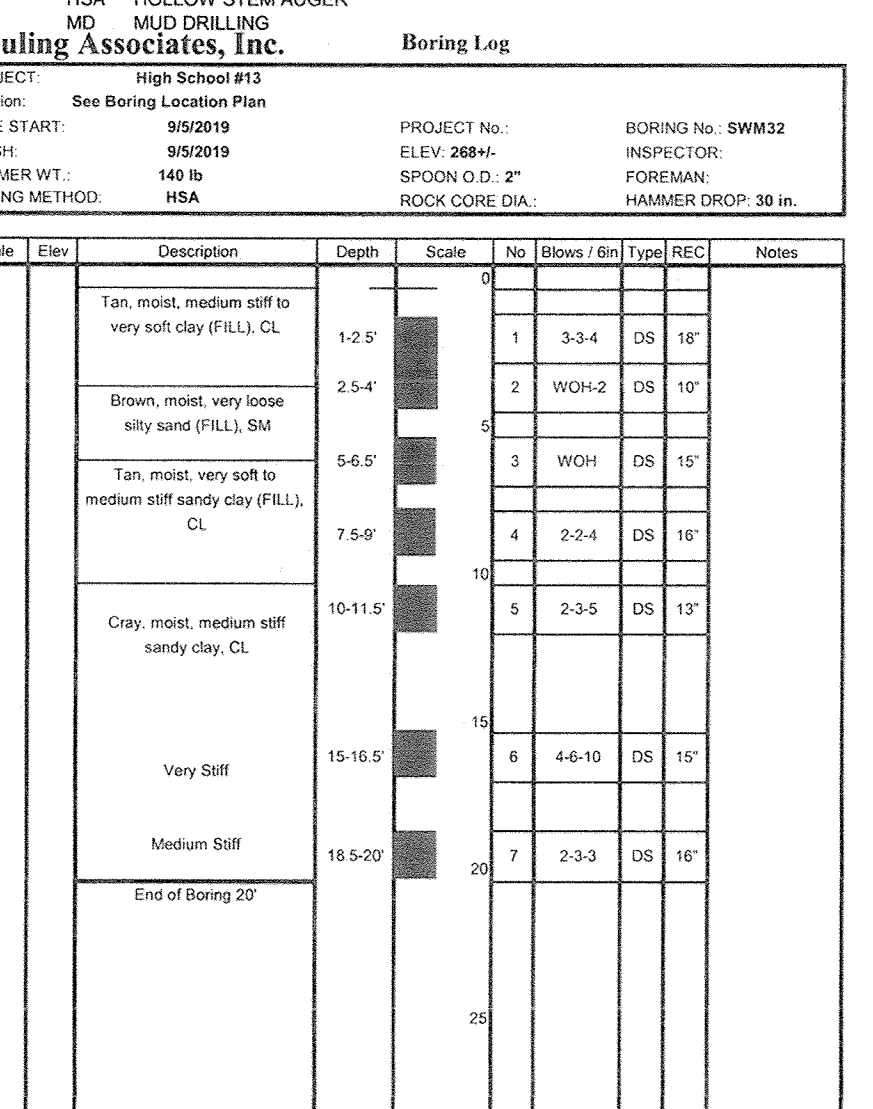 HSA HOLLOW STEM AUGER
MD MUD DRILLING
uling Associates, Inc. Boring Log
JECT: High School #13
ion: See Boring Location Plan
E START: 9/5/2019 PROJECT No.: BORING No.: SWM32
SH: 9/5/2019 ELEV: 268+/- INSPECTOR:
MER WT.: 140 lb SPOON O.D.: 2" FOREMAN:
NG METHOD: HSA ROCK CORE DIA.: HAMMER DROP: 30 in.
le Elev Description Depth Scale No Blows / 6in Type REC Notes
0
Tan, moist, medium stiff to
very soft clay (FILL), CL
1-2.5' 1 3-3-4 DS 18"
2.5-4' 2 WOH-2 DS 10"
Brown, moist, very loose
silty sand (FILL), SM
5
5-6.5' 3 WOH DS 15"
Tan, moist, very soft to
medium stiff sandy clay (FILL),
CL
7.5-9' 4 2-2-4 DS 16"
10
10-11.5' 5 2-3-5 DS 13"
Cray, moist, medium stiff
sandy clay, CL
15
15-16.5' 6 4-6-10 DS 15"
Very Stiff
Medium Stiff
18.5-20' 7 2-3-3 DS 16"
20
End of Boring 20'
25